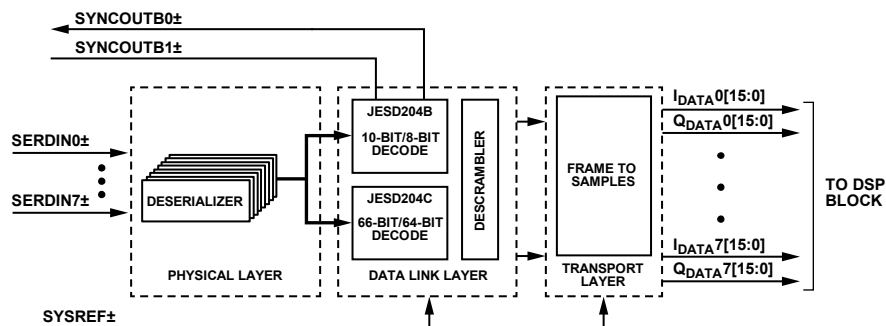 SYNCOUTB0±
SYNCOUTB1±
SERDIN0±
SERDIN7±
DESERIALIZER
PHYSICAL LAYER
JESD204B
10-BIT/8-BIT
DECODE
JESD204C
66-BIT/64-BIT
DECODE
DESCRAMBLER
DATA LINK LAYER
FRAME TO
SAMPLES
TRANSPORT
LAYER
IDATA0[15:0]
QDATA0[15:0]
IDATA7[15:0]
QDATA7[15:0]
TO DSP
BLOCK
SYSREF±